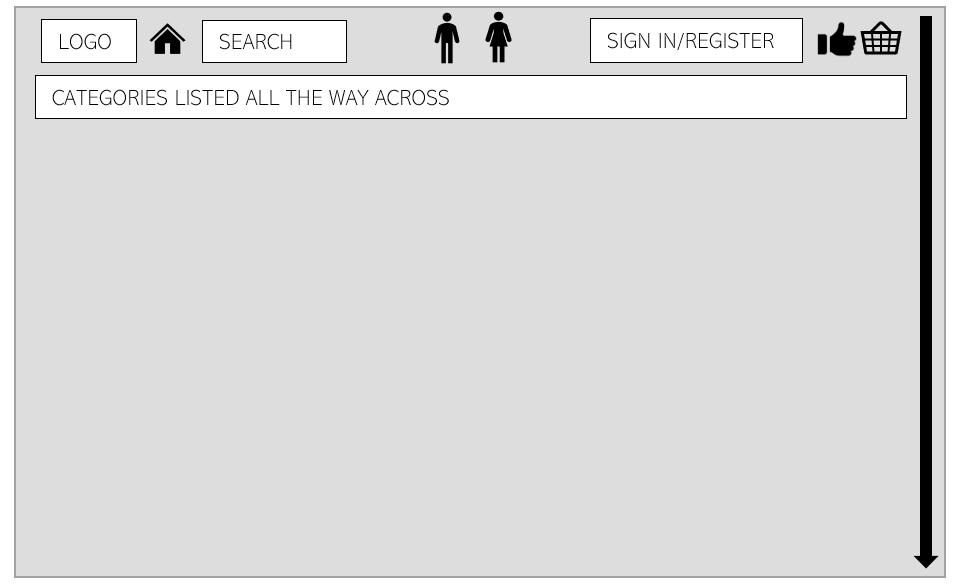 LOGO
SEARCH
SIGN IN/REGISTER
CATEGORIES LISTED ALL THE WAY ACROSS